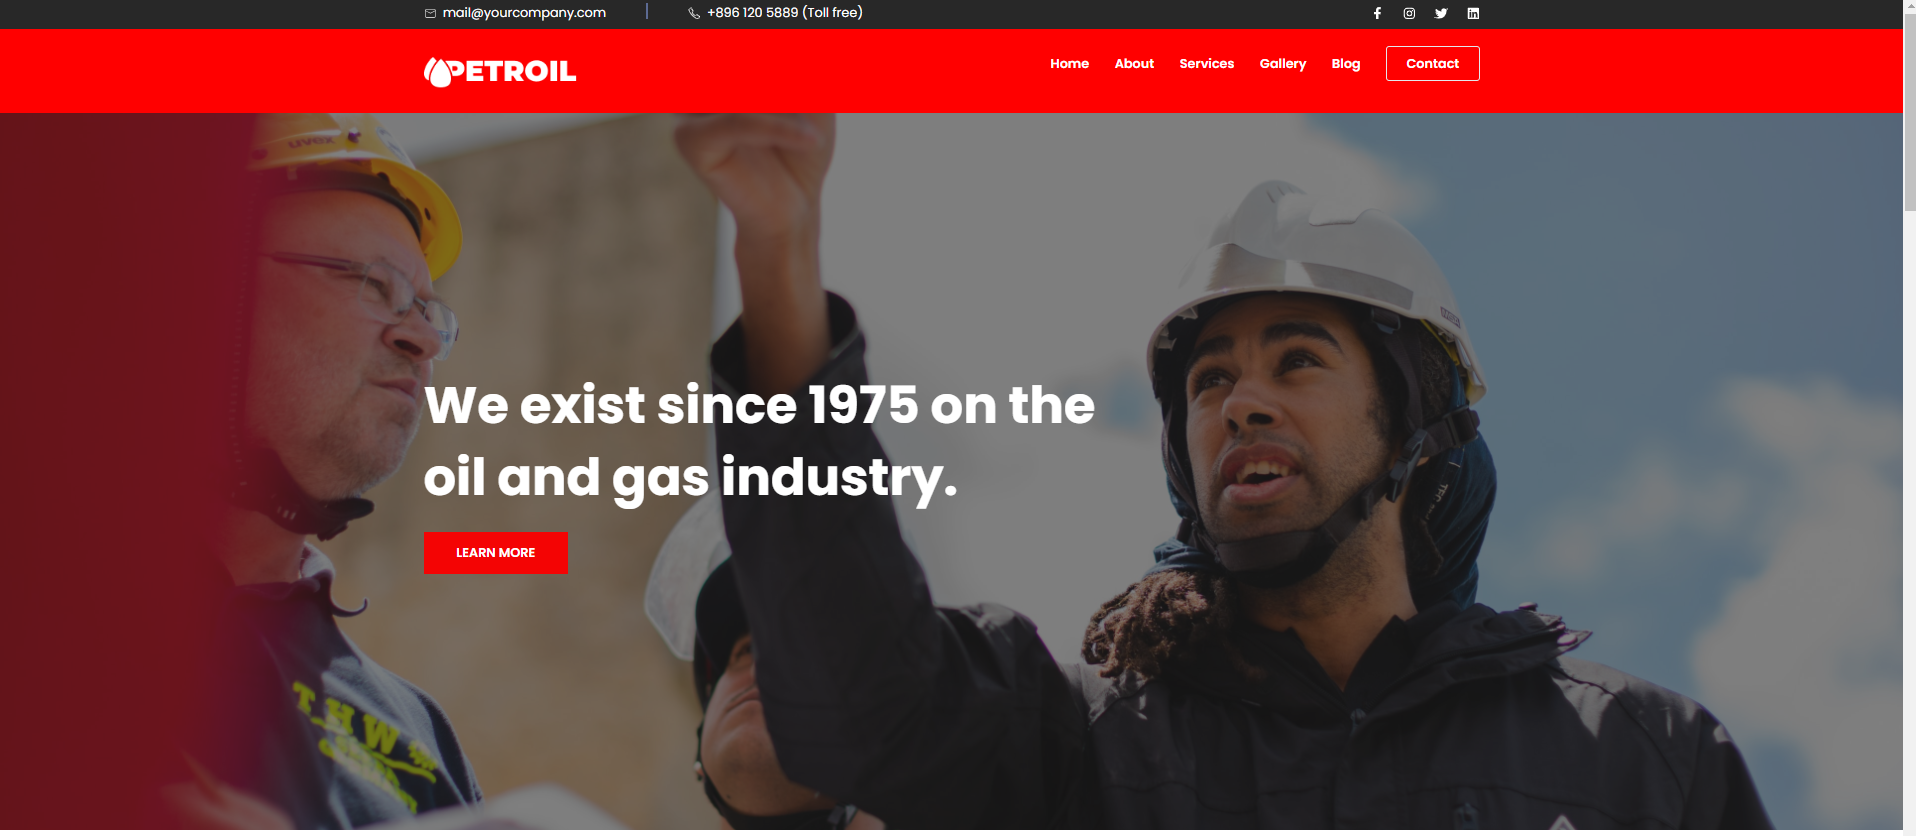 mail@yourcompany.com
+896 120 5889 (Toll free)
PETROIL
Home
About
Services
Gallery
Blog
Contact
uvex
We exist since 1975 on the
oil and gas industry.
LEARN MORE
THW